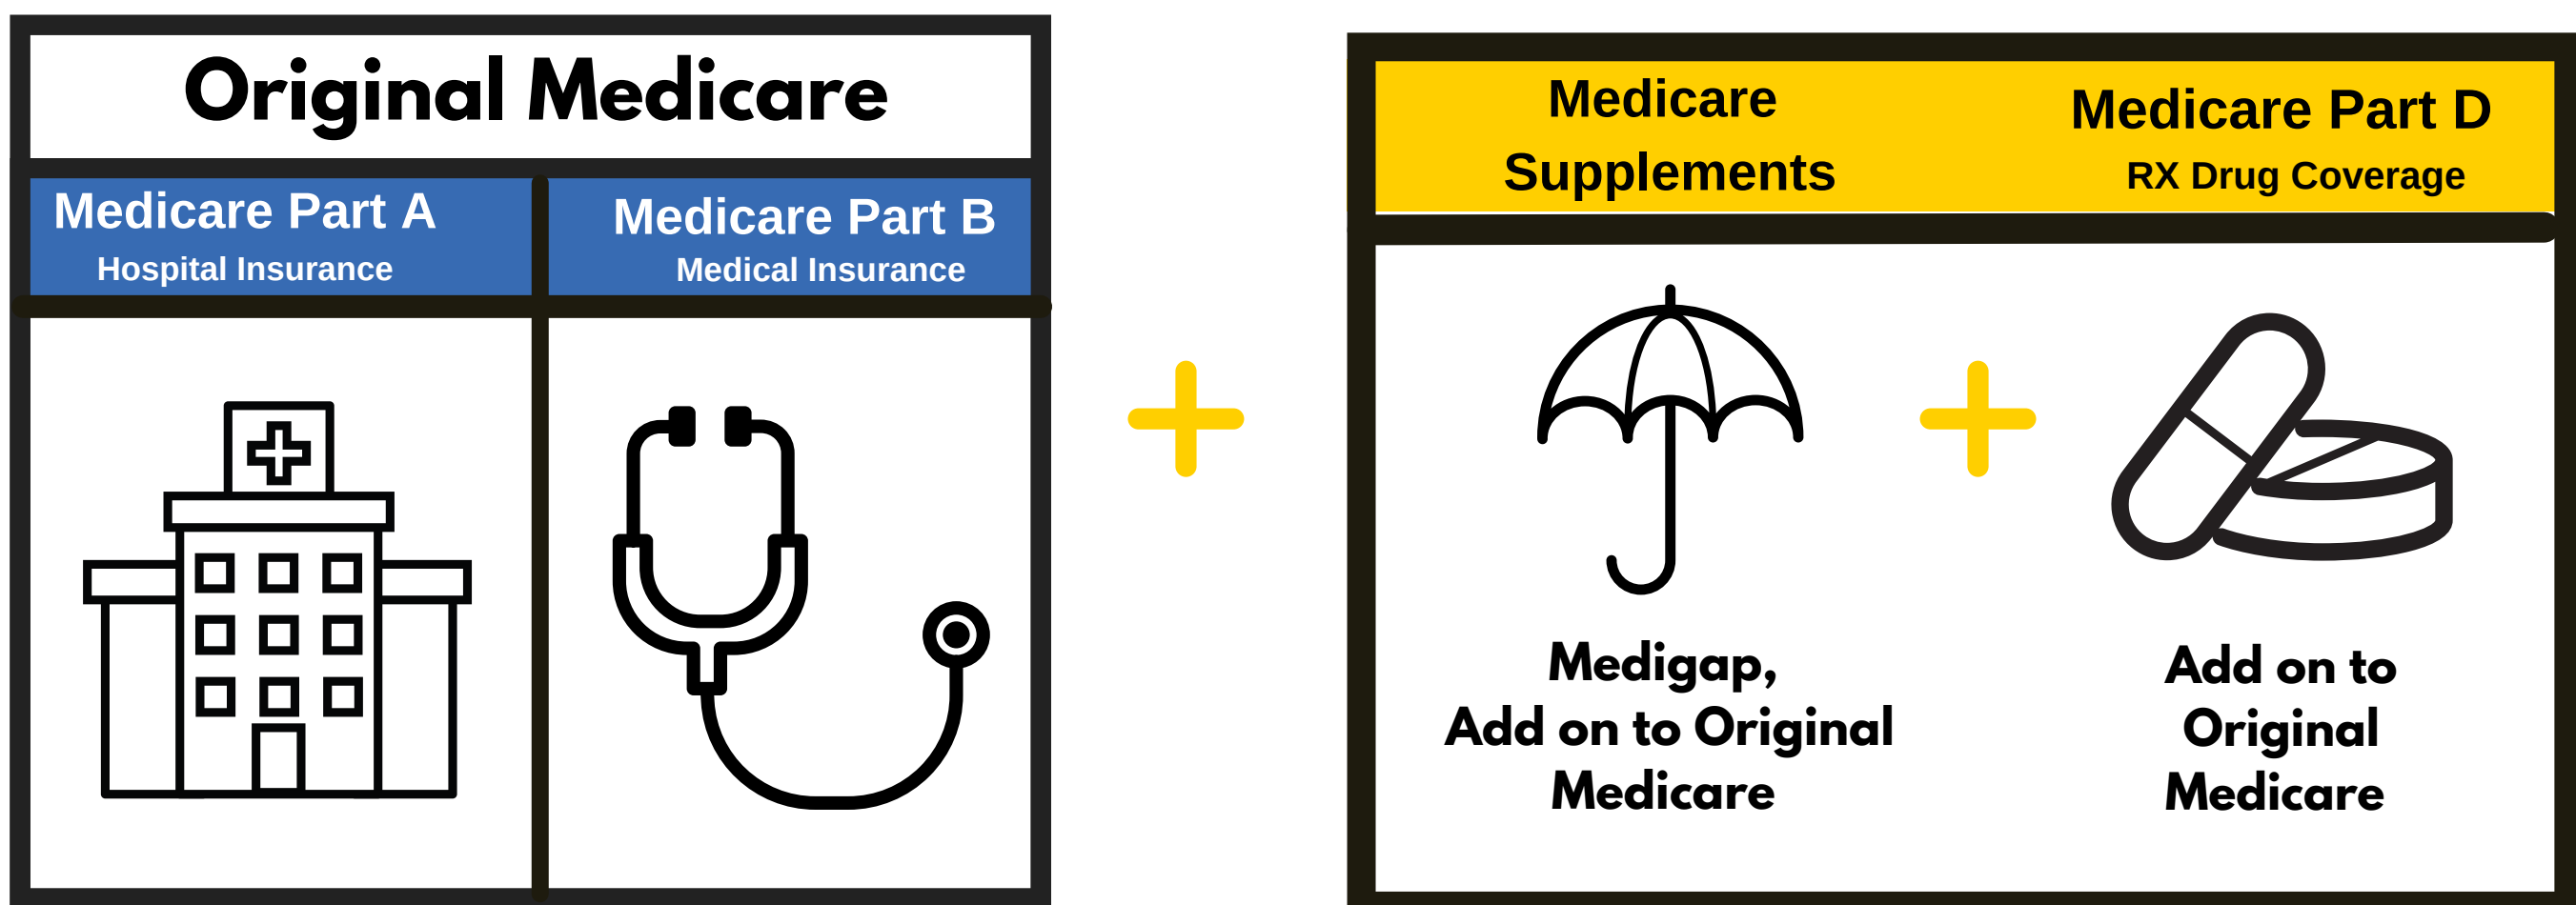 Original Medicare
Medicare Part A
Hospital Insurance
Medicare Part B
Medical Insurance
Medicare
Supplements
Medicare Part D
RX Drug Coverage
Medigap,
Add on to Original
Medicare
Add on to
Original
Medicare